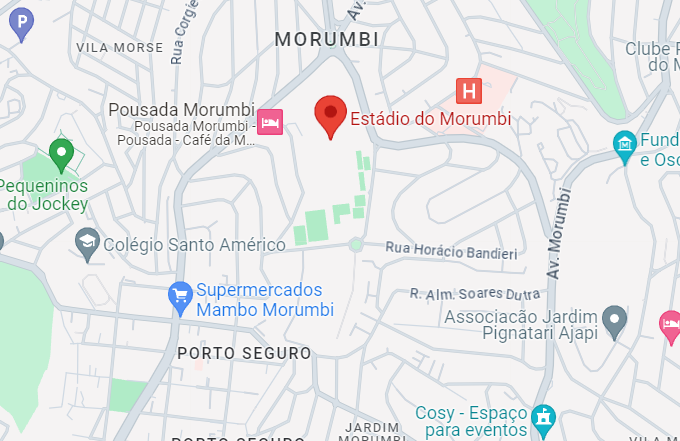 P
VILA MORSE
Rua Corgie
MORUMBI
Av.
Clube P
do M
H
Pousada Morumbi
Pousada Morumbi -
Pousada - Café da M...
Estádio do Morumbi
Fund
e Osc
Pequeninos
do Jockey
Av. Morumbi
Colégio Santo Américo
Rua Horácio Bandieri
Supermercados
Mambo Morumbi
R. Alm. Soares Dutra
Associação Jardim
Pignatari Ajapi
PORTO SEGURO
Cosy - Espaço
para eventos
JARDIM
MORUMBI
VILA MO
PORTO SEGURO